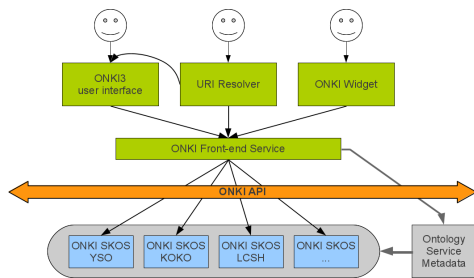 ONKI3
user interface
URI Resolver
ONKI Widget
ONKI Front-end Service
ONKI API
ONKI SKOS
YSO
ONKI SKOS
KOKO
ONKI SKOS
LCSH
ONKI SKOS
...
Ontology
Service
Metadata